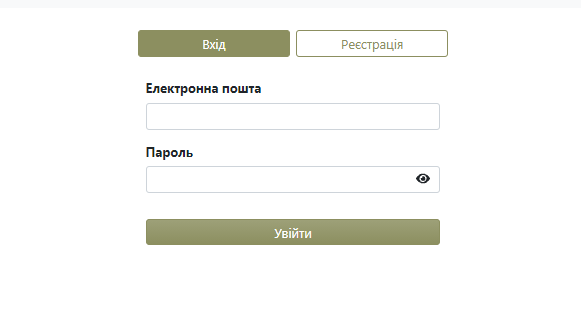 Вхід Реєстрація
Електронна пошта
Пароль
Увійти